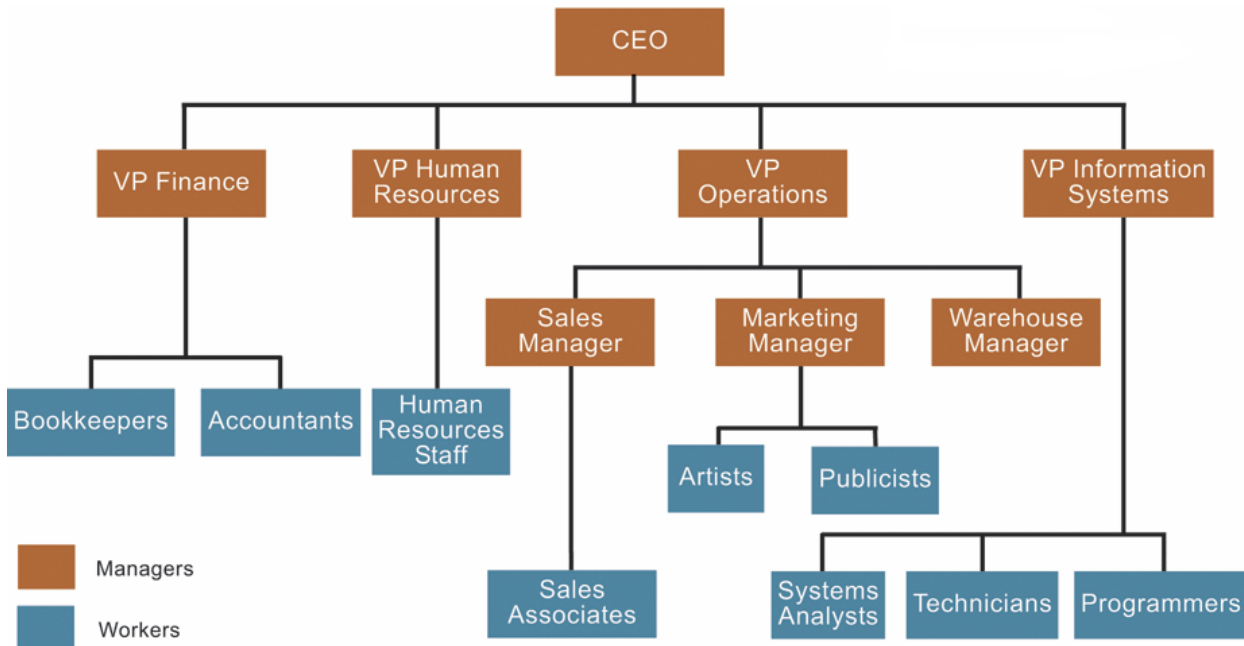 CEO
VP Finance
VP Human
Resources
VP
Operations
VP Information
Systems
Sales
Manager
Marketing
Manager
Warehouse
Manager
Bookkeepers
Accountants
Human
Resources
Staff
Artists
Publicists
Sales
Associates
Systems
Analysts
Technicians
Programmers
Managers
Workers